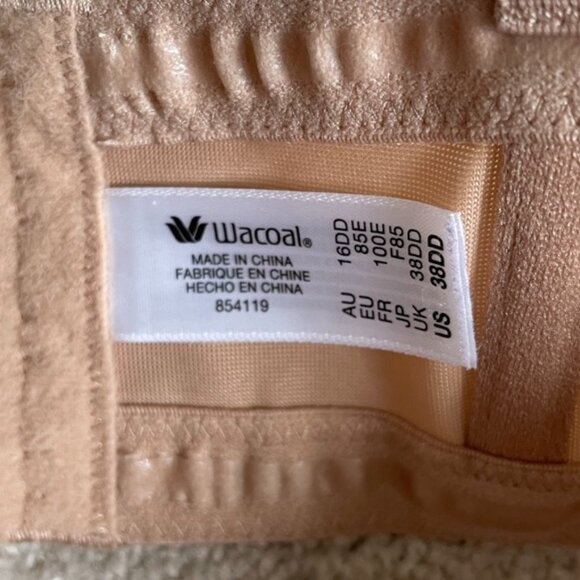 Wacoal®
MADE IN CHINA
FABRIQUE EN CHINE
HECHO EN CHINA
854119
AU 16DD
EU 85E
FR 100E
JP F85
UK 38DD
US 38DD